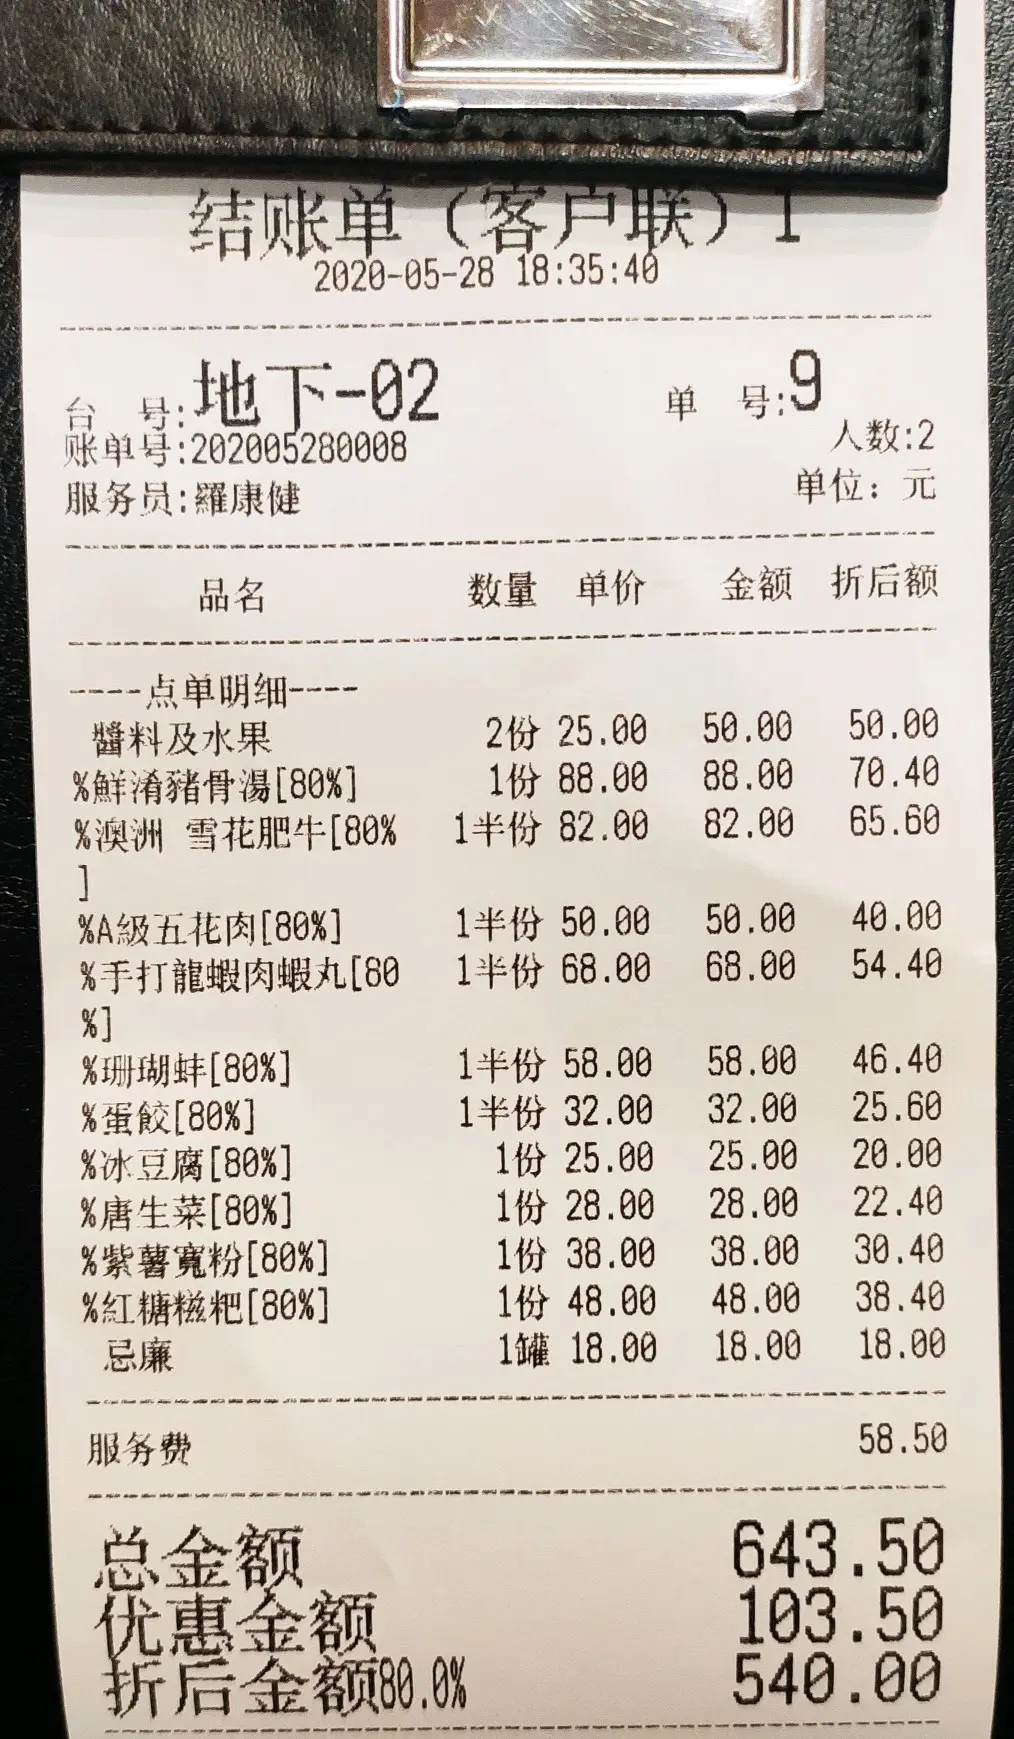 结账单（客户联）1
2020-05-28 18:35:40
台 号:地下-02 单 号:9
账单号:202005280008 人数:2
服务员:羅康健 单位：元
品名 数量 单价 金额 折后额
----点单明细----
醬料及水果 2份 25.00 50.00 50.00
%鮮淆豬骨湯[80%] 1份 88.00 88.00 70.40
%澳洲 雪花肥牛[80% 1半份 82.00 82.00 65.60
]
%A級五花肉[80%] 1半份 50.00 50.00 40.00
%手打龍蝦肉蝦丸[80 1半份 68.00 68.00 54.40
%]
%珊瑚蚌[80%] 1半份 58.00 58.00 46.40
%蛋餃[80%] 1半份 32.00 32.00 25.60
%冰豆腐[80%] 1份 25.00 25.00 20.00
%唐生菜[80%] 1份 28.00 28.00 22.40
%紫薯寬粉[80%] 1份 38.00 38.00 30.40
%紅糖糍粑[80%] 1份 48.00 48.00 38.40
忌廉 1罐 18.00 18.00 18.00
服务费 58.50
总金额 643.50
优惠金额 103.50
折后金额80.0% 540.00